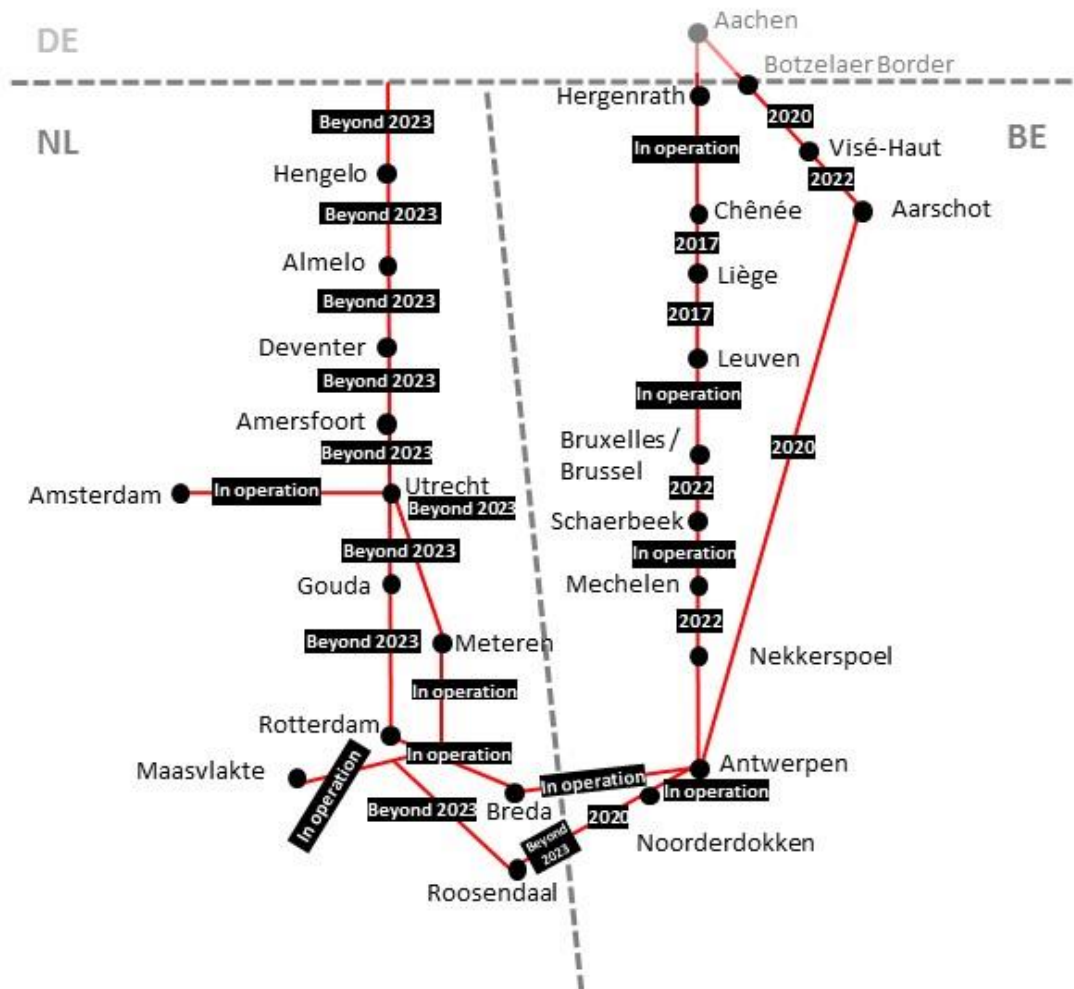 Aachen
DE
Botzelaer Border
Hergenrath
Beyond 2023
2020
NL
In operation
Visé-Haut
BE
Hengelo
2022
Beyond 2023
Chênée
Aarschot
2017
Almelo
Liège
Beyond 2023
2017
Deventer
Leuven
Beyond 2023
In operation
Amersfoort
Bruxelles/
Brussel
Beyond 2023
2020
Amsterdam
In operation
Utrecht
2022
Beyond 2023
Schaerbeek
Beyond 2023
In operation
Gouda
Mechelen
Beyond 2023
Meteren
2022
Nekkerspoel
In operation
Rotterdam
In operation
Maasvlakte
In operation
Antwerpen
In operation
In operation
Beyond 2023
Breda
2020
Noorderdokken
Beyond
2023
Roosendaal